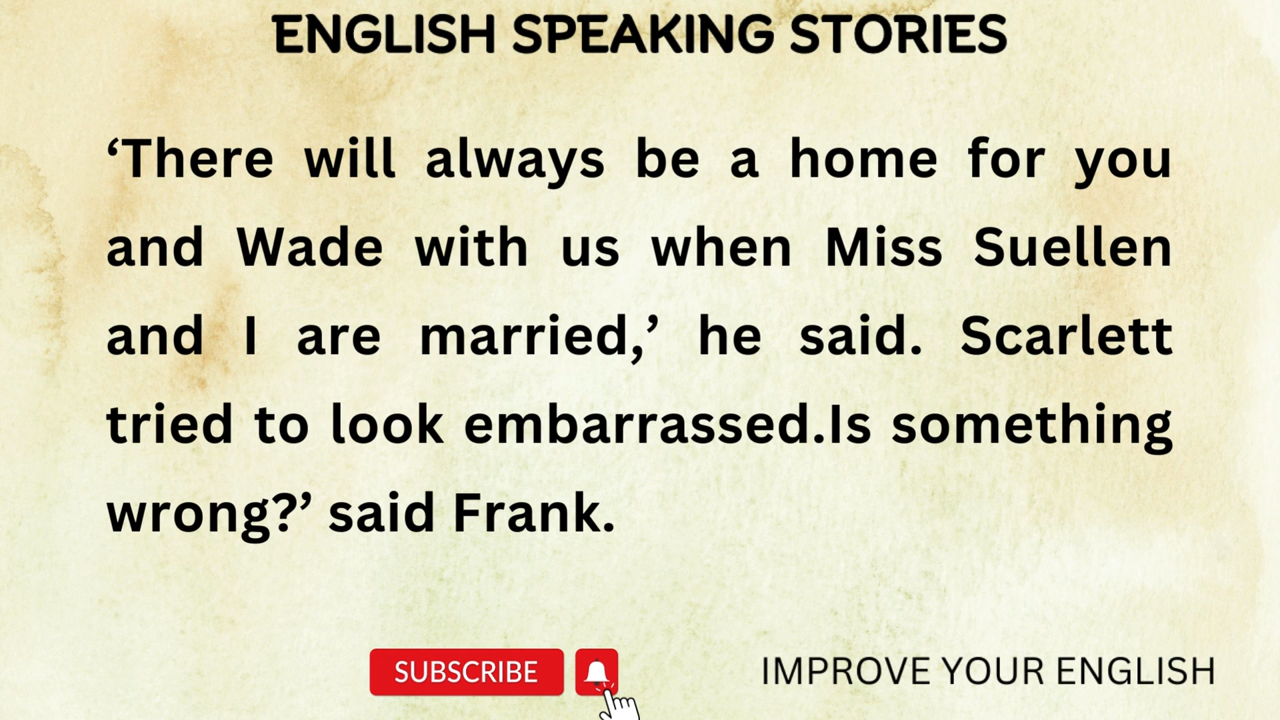 ENGLISH SPEAKING STORIES
‘There will always be a home for you
and Wade with us when Miss Suellen
and I are married,’ he said. Scarlett
tried to look embarrassed.Is something
wrong?’ said Frank.
SUBSCRIBE
IMPROVE YOUR ENGLISH